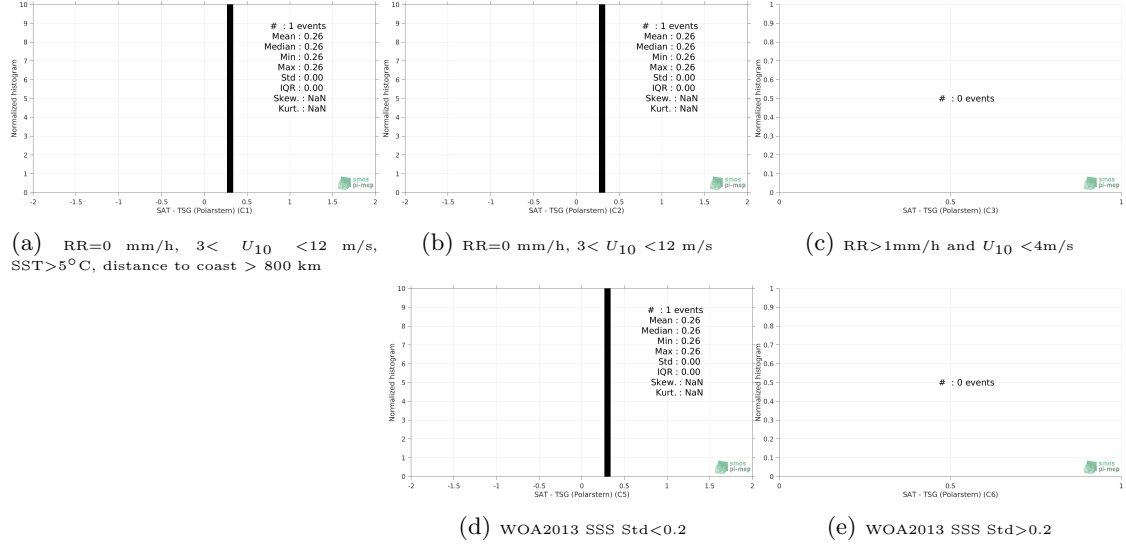 10
9
8
7
6
5
4
3
2
1
0
Normalized histogram
# : 1 events
Mean : 0.26
Median : 0.26
Min : 0.26
Max : 0.26
Std : 0.00
IQR : 0.00
Skew. : NaN
Kurt. : NaN
smos
pi-mep
-2 -1.5 -1 -0.5 0 0.5 1 1.5 2
SAT - TSG (Polarstern) (C1)
(a) RR=0 mm/h, 3< U10 <12 m/s,
SST>5°C, distance to coast > 800 km
10
9
8
7
6
5
4
3
2
1
0
Normalized histogram
# : 1 events
Mean : 0.26
Median : 0.26
Min : 0.26
Max : 0.26
Std : 0.00
IQR : 0.00
Skew. : NaN
Kurt. : NaN
smos
pi-mep
-2 -1.5 -1 -0.5 0 0.5 1 1.5 2
SAT - TSG (Polarstern) (C2)
(b) RR=0 mm/h, 3< U10 <12 m/s
1
0.9
0.8
0.7
0.6
0.5
0.4
0.3
0.2
0.1
0
Normalized histogram
# : 0 events
smos
pi-mep
0 0.5 1
SAT - TSG (Polarstern) (C3)
(c) RR>1mm/h and U10 <4m/s
10
9
8
7
6
5
4
3
2
1
0
Normalized histogram
# : 1 events
Mean : 0.26
Median : 0.26
Min : 0.26
Max : 0.26
Std : 0.00
IQR : 0.00
Skew. : NaN
Kurt. : NaN
smos
pi-mep
-2 -1.5 -1 -0.5 0 0.5 1 1.5 2
SAT - TSG (Polarstern) (C5)
(d) WOA2013 SSS Std<0.2
1
0.9
0.8
0.7
0.6
0.5
0.4
0.3
0.2
0.1
0
Normalized histogram
# : 0 events
smos
pi-mep
0 0.5 1
SAT - TSG (Polarstern) (C6)
(e) WOA2013 SSS Std>0.2